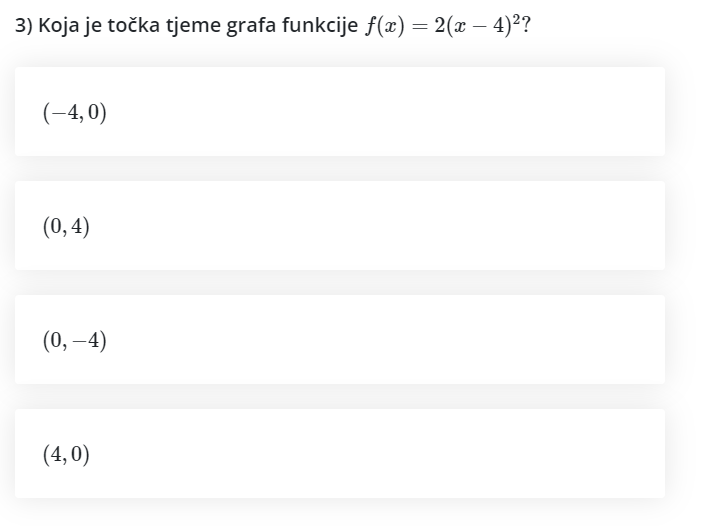 3) Koja je točka tjeme grafa funkcije f(x) = 2(x − 4)²?
(−4, 0)
(0, 4)
(0, −4)
(4, 0)